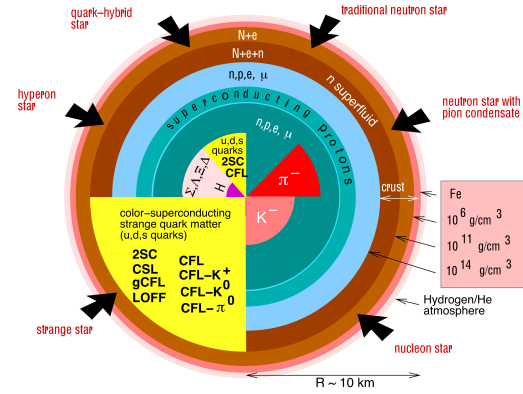 quark–hybrid
star
traditional neutron star
N+e
N+e+n
n,p,e, μ
n superfluid
hyperon
star
neutron star with
pion condensate
superconducting protons
n,p,e, μ
u,d,s
quarks
2SC
CFL
Σ,Λ,Ξ,Δ
H
π⁻
K⁻
crust
Fe
10⁶ g/cm³
10¹¹ g/cm³
10¹⁴ g/cm³
color–superconducting
strange quark matter
(u,d,s quarks)
2SC
CSL
gCFL
LOFF
CFL
CFL–K⁺
CFL–K⁰
CFL–π⁰
Hydrogen/He
atmosphere
strange star
nucleon star
R ~ 10 km